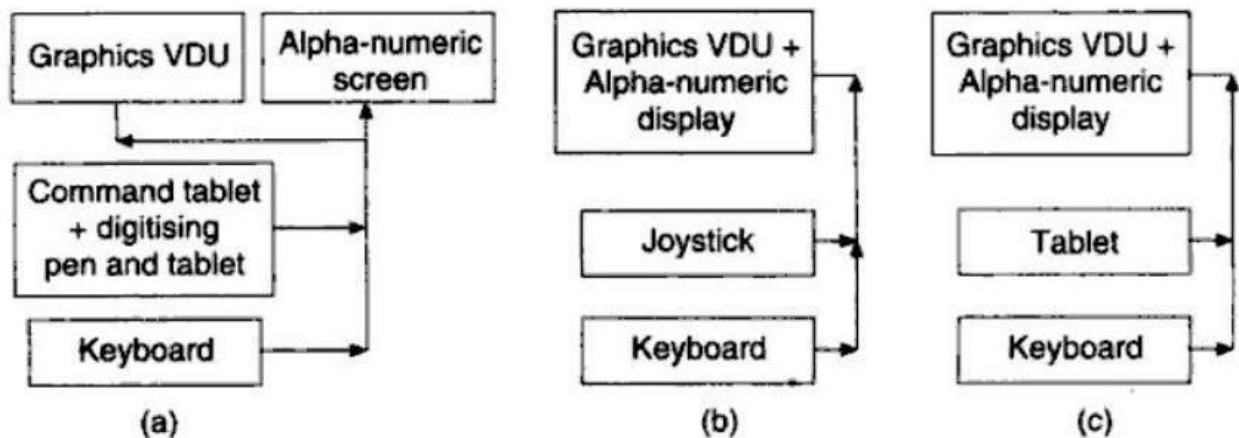 Graphics VDU
Alpha-numeric
screen
Command tablet
+ digitising
pen and tablet
Keyboard
(a)
Graphics VDU +
Alpha-numeric
display
Joystick
Keyboard
(b)
Graphics VDU +
Alpha-numeric
display
Tablet
Keyboard
(c)